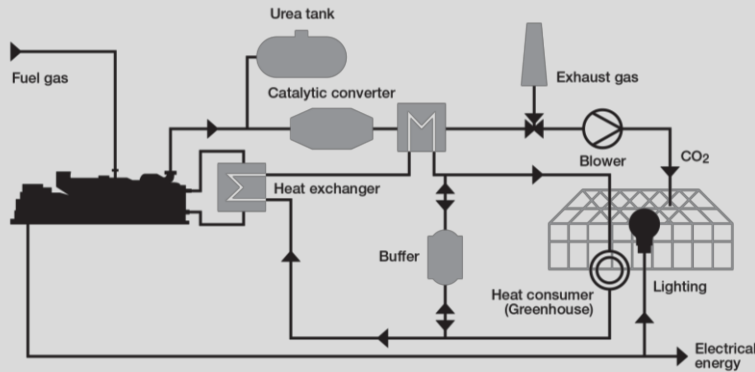 Urea tank
Fuel gas
Exhaust gas
Catalytic converter
Blower
CO2
Heat exchanger
Buffer
Heat consumer
(Greenhouse)
Lighting
Electrical
energy